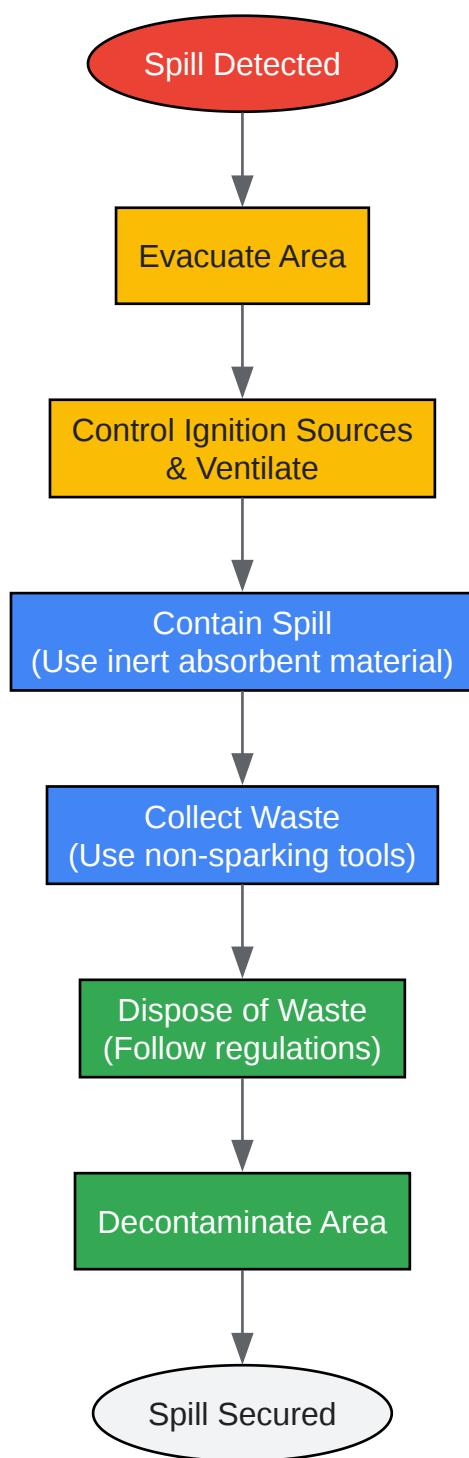 Spill Detected
Evacuate Area
Control Ignition Sources
& Ventilate
Contain Spill
(Use inert absorbent material)
Collect Waste
(Use non-sparking tools)
Dispose of Waste
(Follow regulations)
Decontaminate Area
Spill Secured